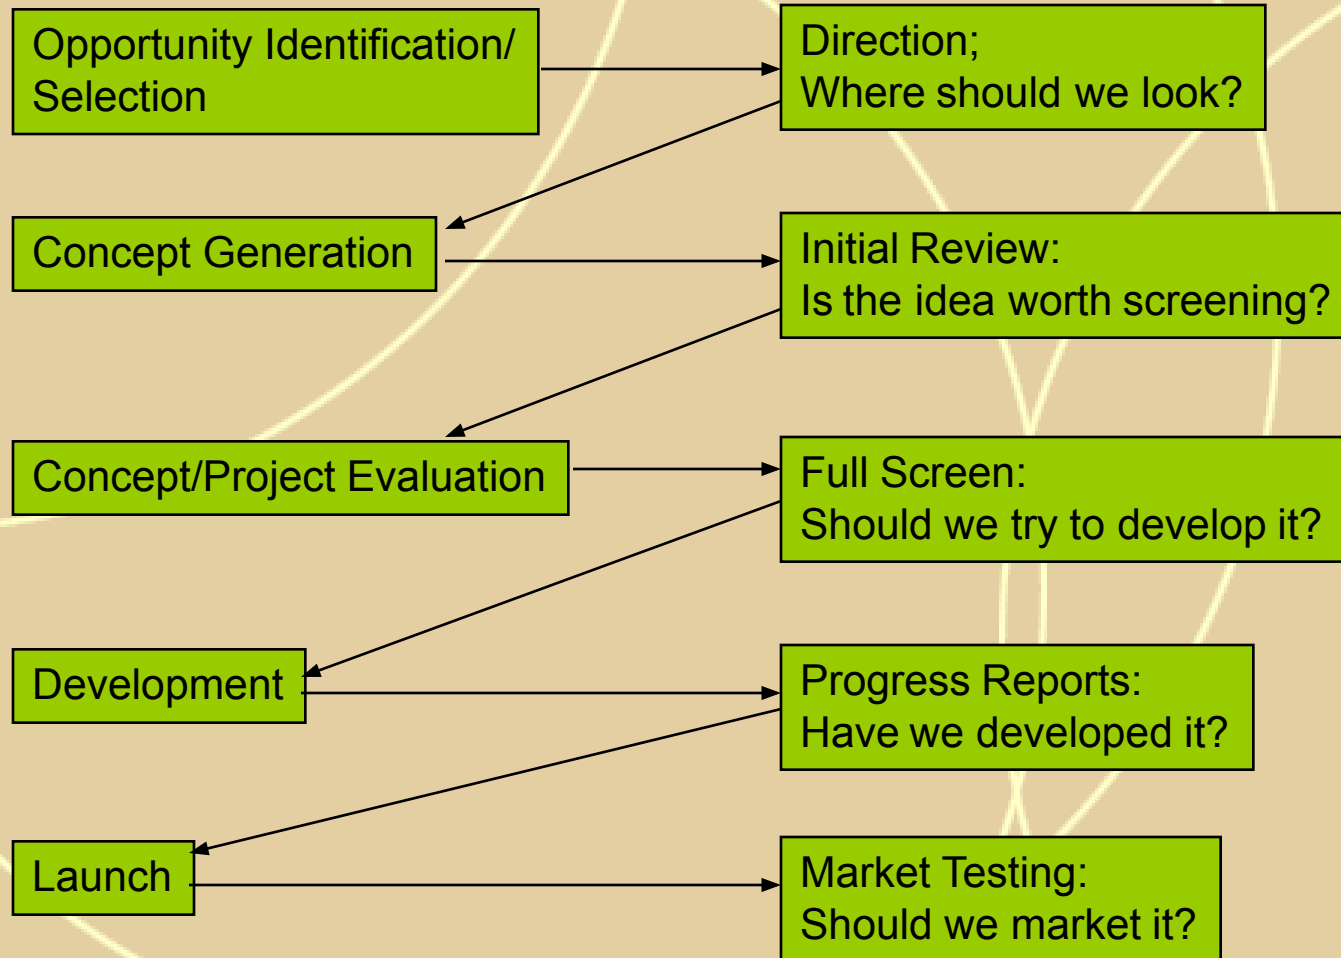 Opportunity Identification/
Selection
Direction;
Where should we look?
Concept Generation
Initial Review:
Is the idea worth screening?
Concept/Project Evaluation
Full Screen:
Should we try to develop it?
Development
Progress Reports:
Have we developed it?
Launch
Market Testing:
Should we market it?